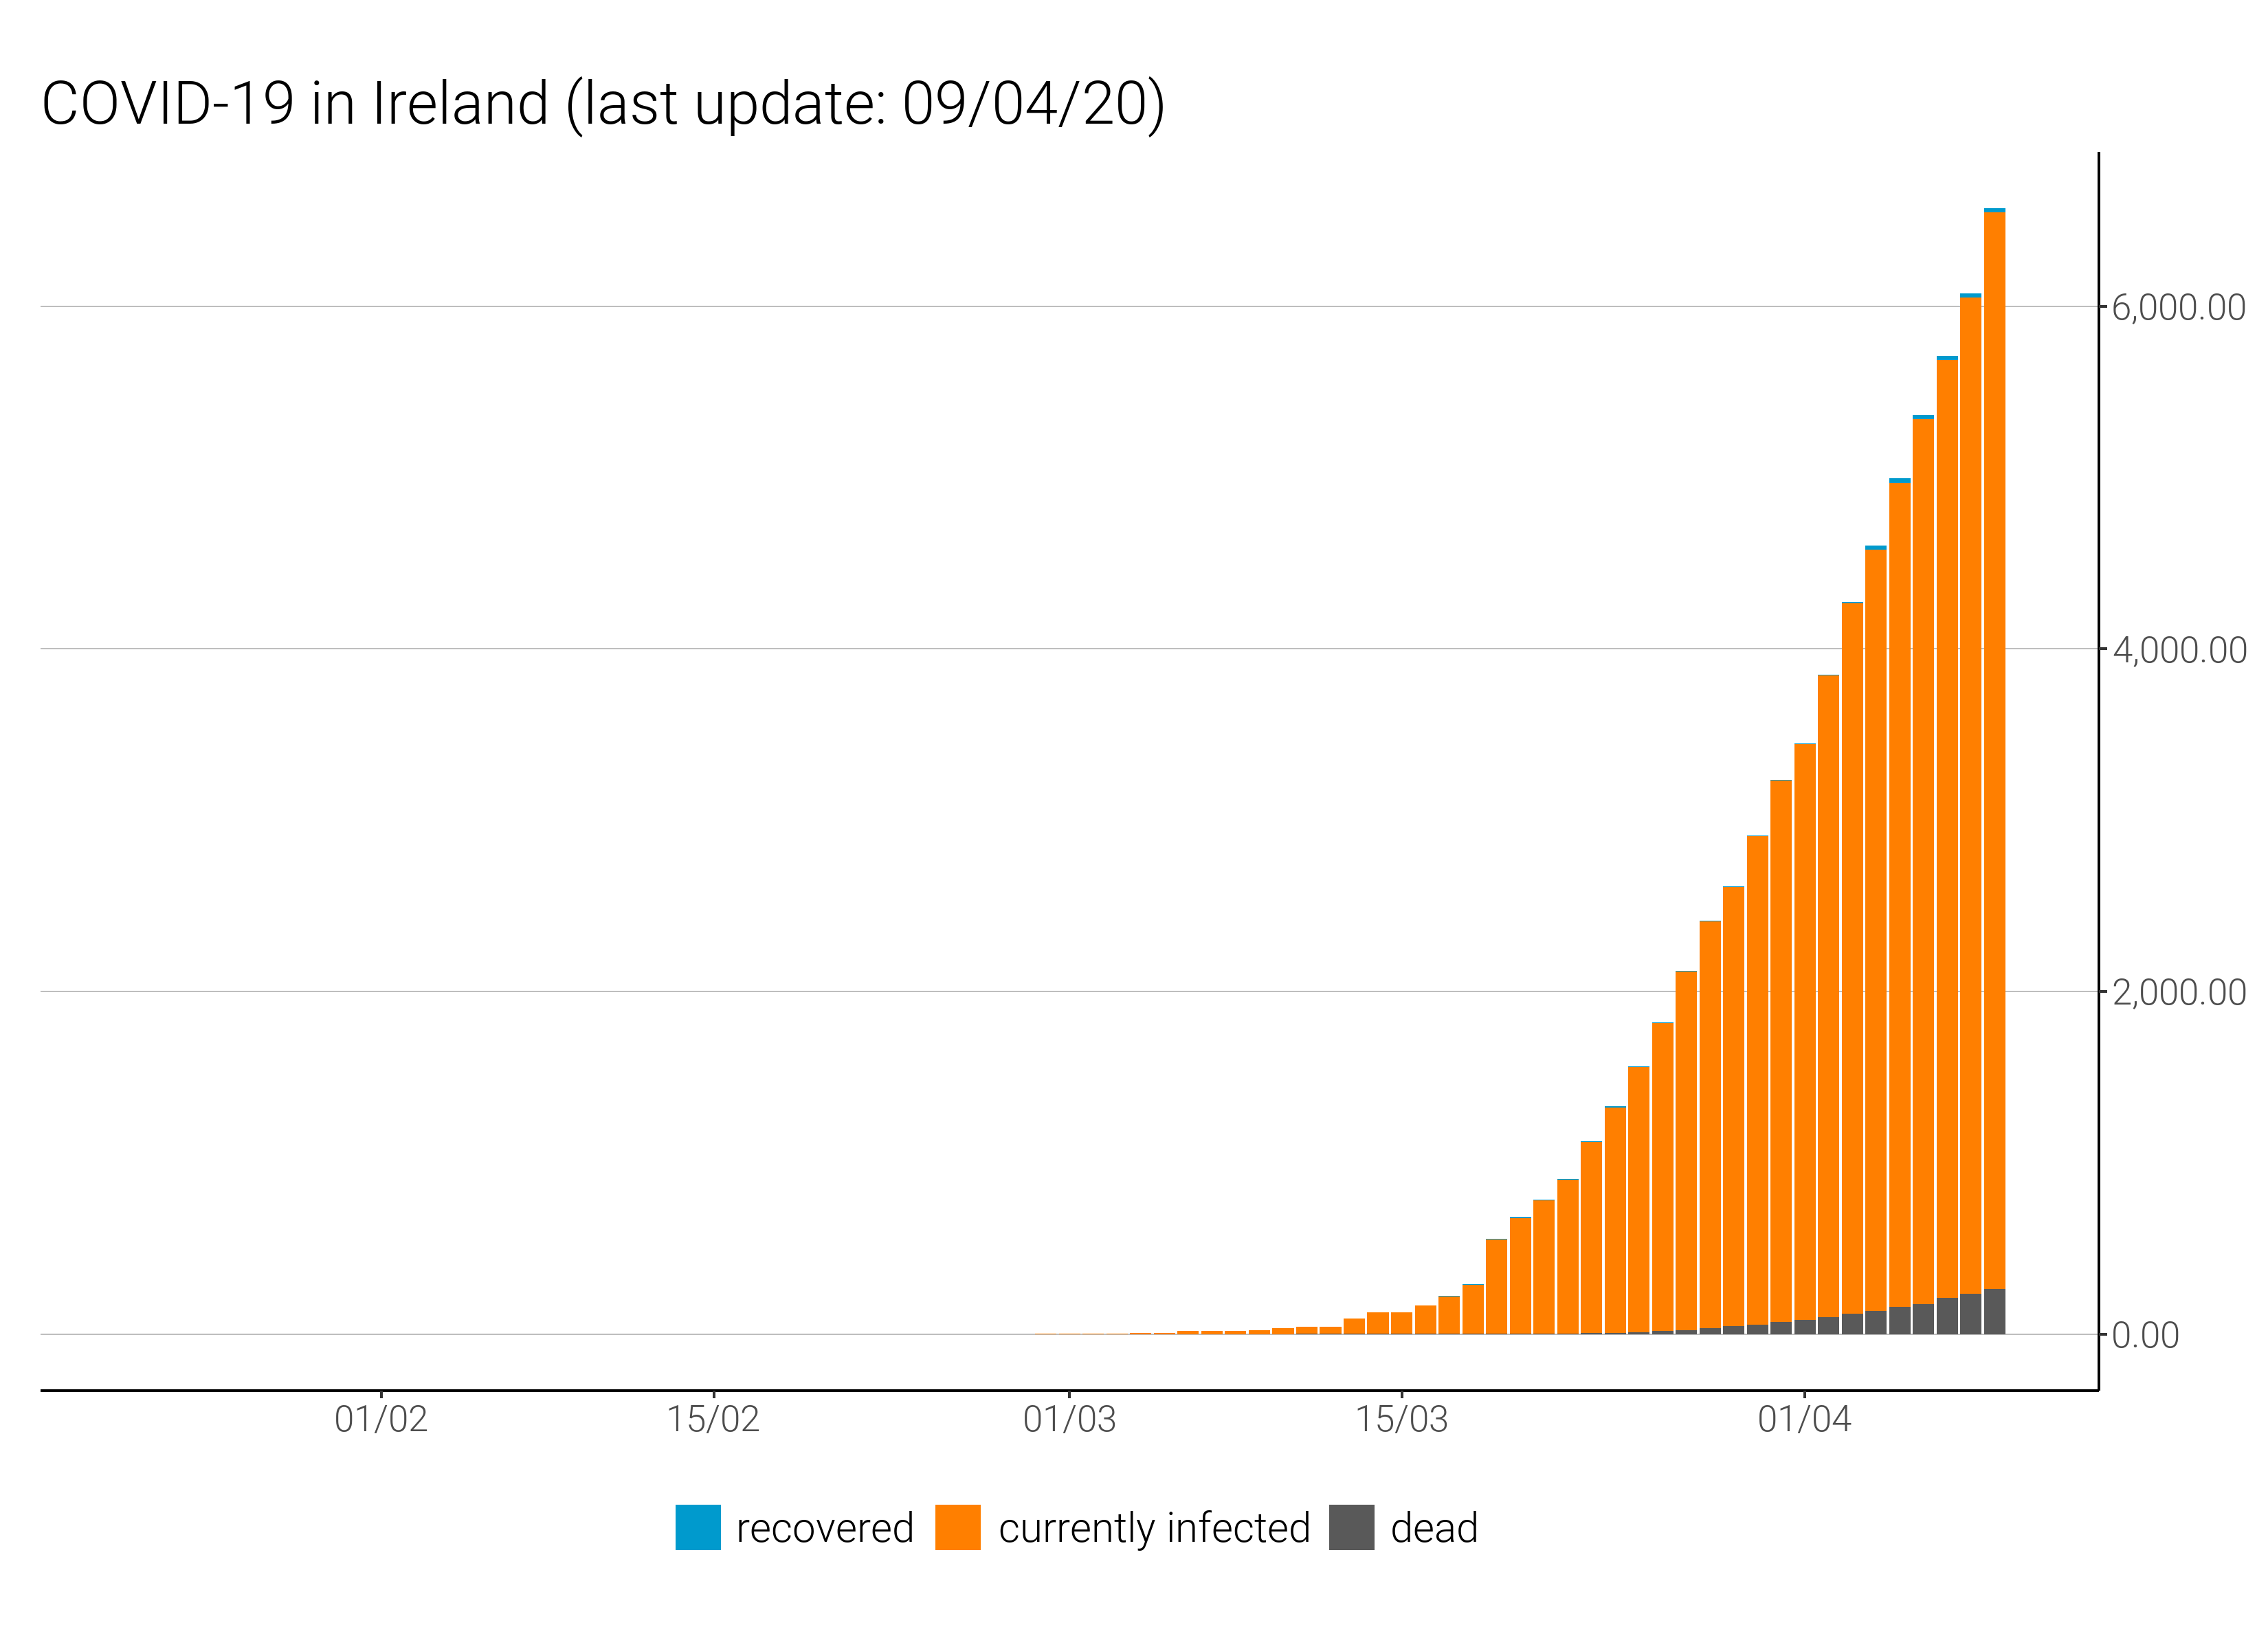 COVID-19 in Ireland (last update: 09/04/20)
6,000.00
4,000.00
2,000.00
0.00
01/02 15/02 01/03 15/03 01/04
recovered currently infected dead